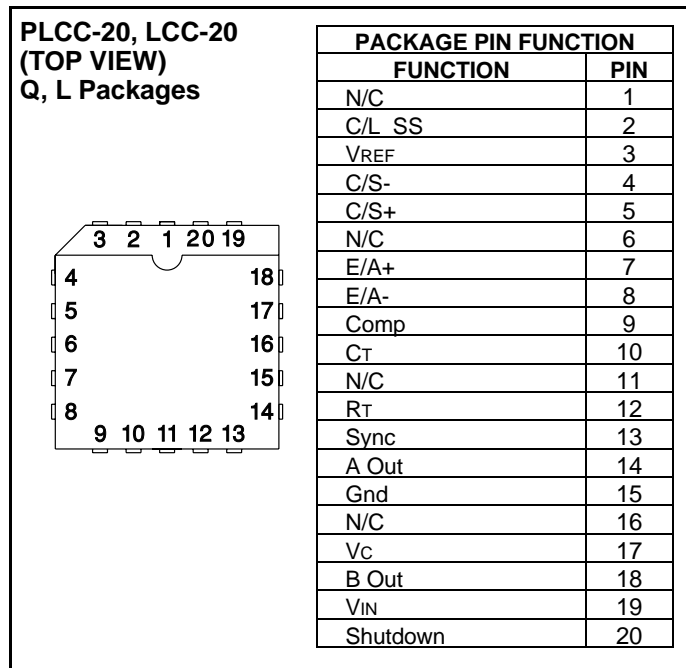 PLCC-20, LCC-20
(TOP VIEW)
Q, L Packages
3 2 1 20 19
4 18
5 17
6 16
7 15
8 14
9 10 11 12 13
PACKAGE PIN FUNCTION
FUNCTION PIN
N/C 1
C/L SS 2
VREF 3
C/S- 4
C/S+ 5
N/C 6
E/A+ 7
E/A- 8
Comp 9
CT 10
N/C 11
RT 12
Sync 13
A Out 14
Gnd 15
N/C 16
VC 17
B Out 18
VIN 19
Shutdown 20